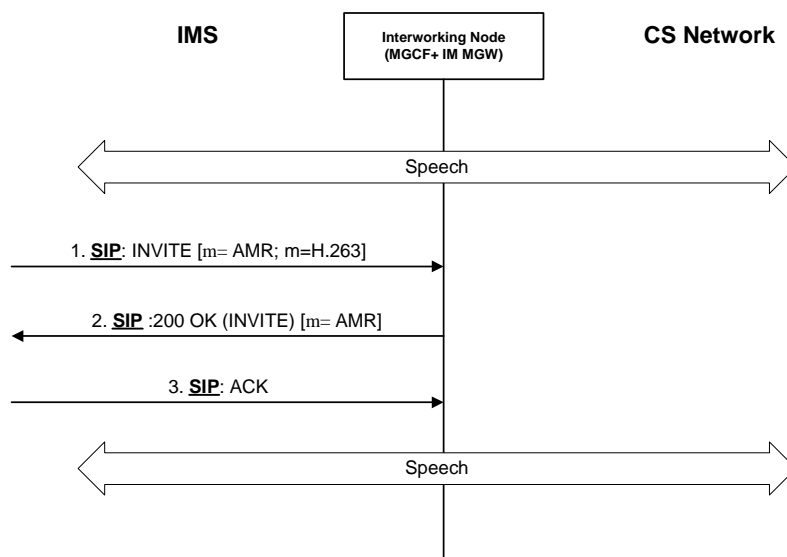 IMS
Interworking Node
(MGCF+ IM MGW)
CS Network
Speech
1. SIP: INVITE [m= AMR; m=H.263]
2. SIP :200 OK (INVITE) [m= AMR]
3. SIP: ACK
Speech